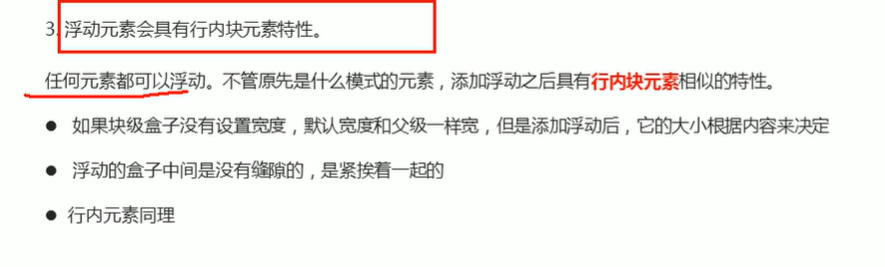 3. 浮动元素会具有行内块元素特性。
任何元素都可以浮动。不管原先是什么模式的元素，添加浮动之后具有行内块元素相似的特性。
● 如果块级盒子没有设置宽度，默认宽度和父级一样宽，但是添加浮动后，它的大小根据内容来决定
● 浮动的盒子中间是没有缝隙的，是紧挨着一起的
● 行内元素同理